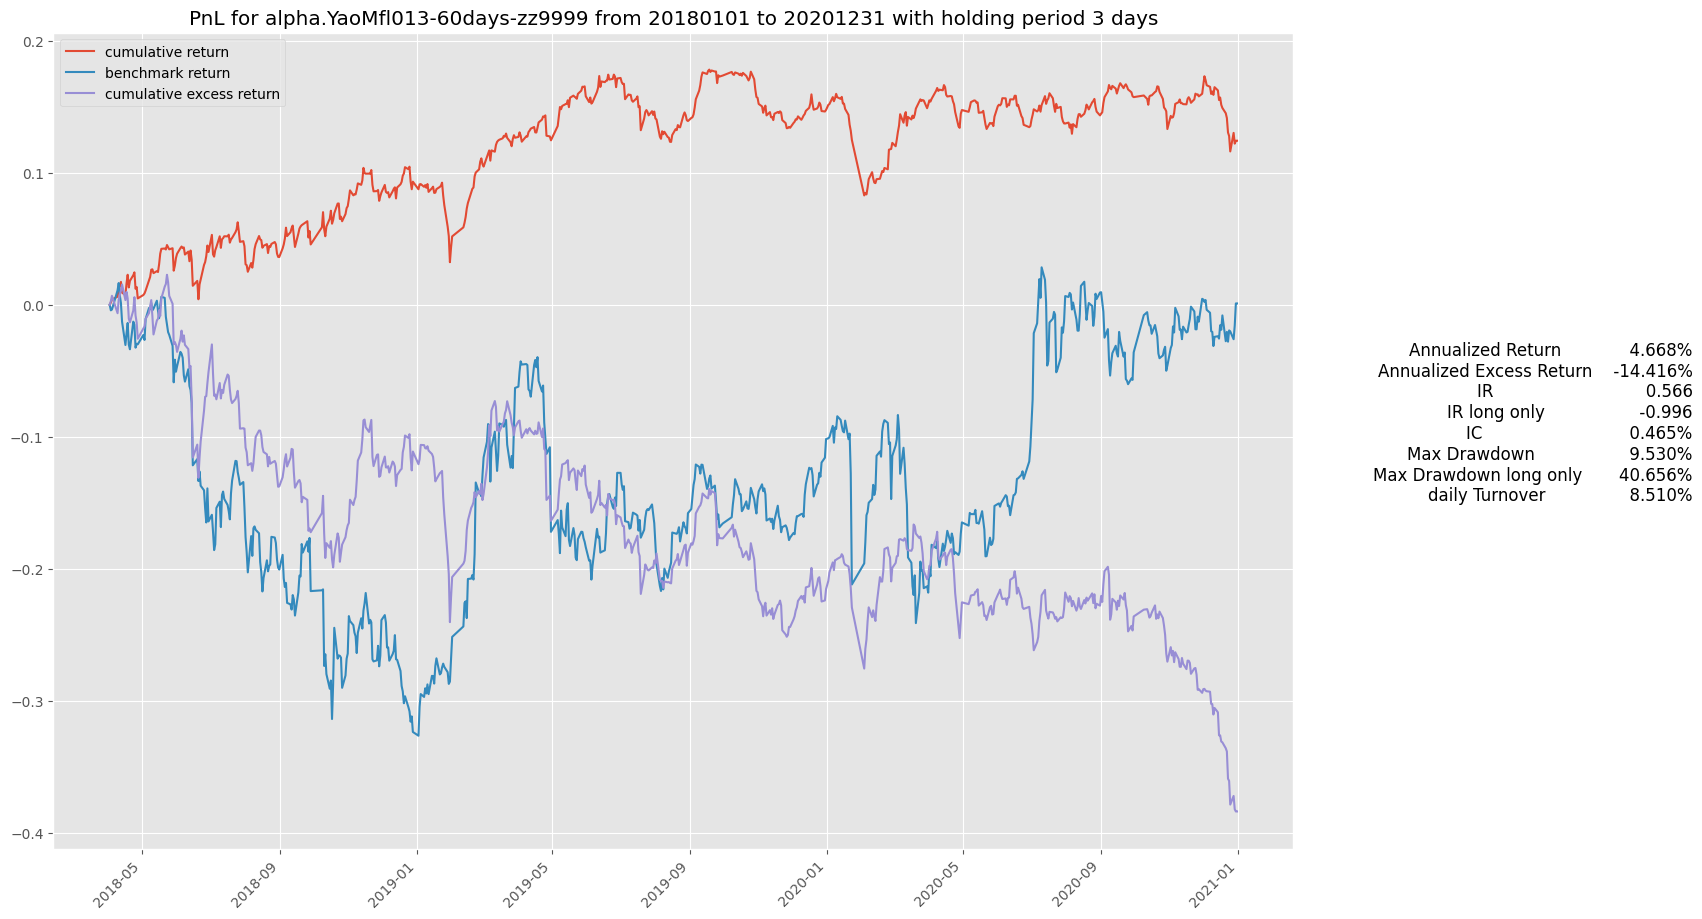 PnL for alpha.YaoMfl013-60days-zz9999 from 20180101 to 20201231 with holding period 3 days
cumulative return
benchmark return
cumulative excess return
0.2
0.1
0.0
−0.1
−0.2
−0.3
−0.4
2018-05
2018-09
2019-01
2019-05
2019-09
2020-01
2020-05
2020-09
2021-01
Annualized Return 4.668%
Annualized Excess Return -14.416%
IR 0.566
IR long only -0.996
IC 0.465%
Max Drawdown 9.530%
Max Drawdown long only 40.656%
daily Turnover 8.510%